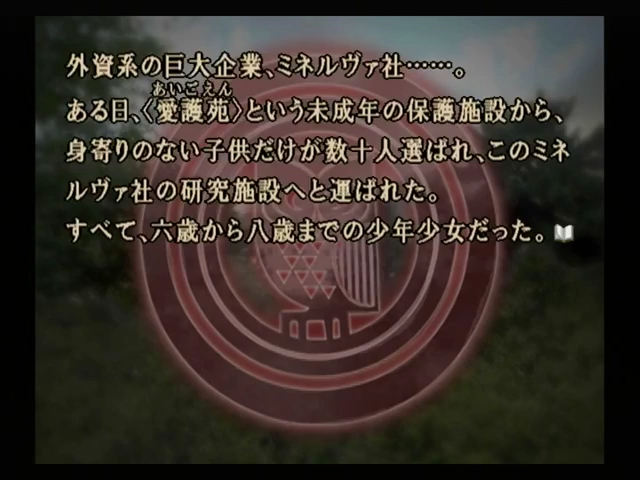 外資系の巨大企業、ミネルヴァ社……。
あいごえん
ある日、〈愛護苑〉という未成年の保護施設から、
身寄りのない子供だけが数十人選ばれ、このミネ
ルヴァ社の研究施設へと運ばれた。
すべて、六歳から八歳までの少年少女だった。